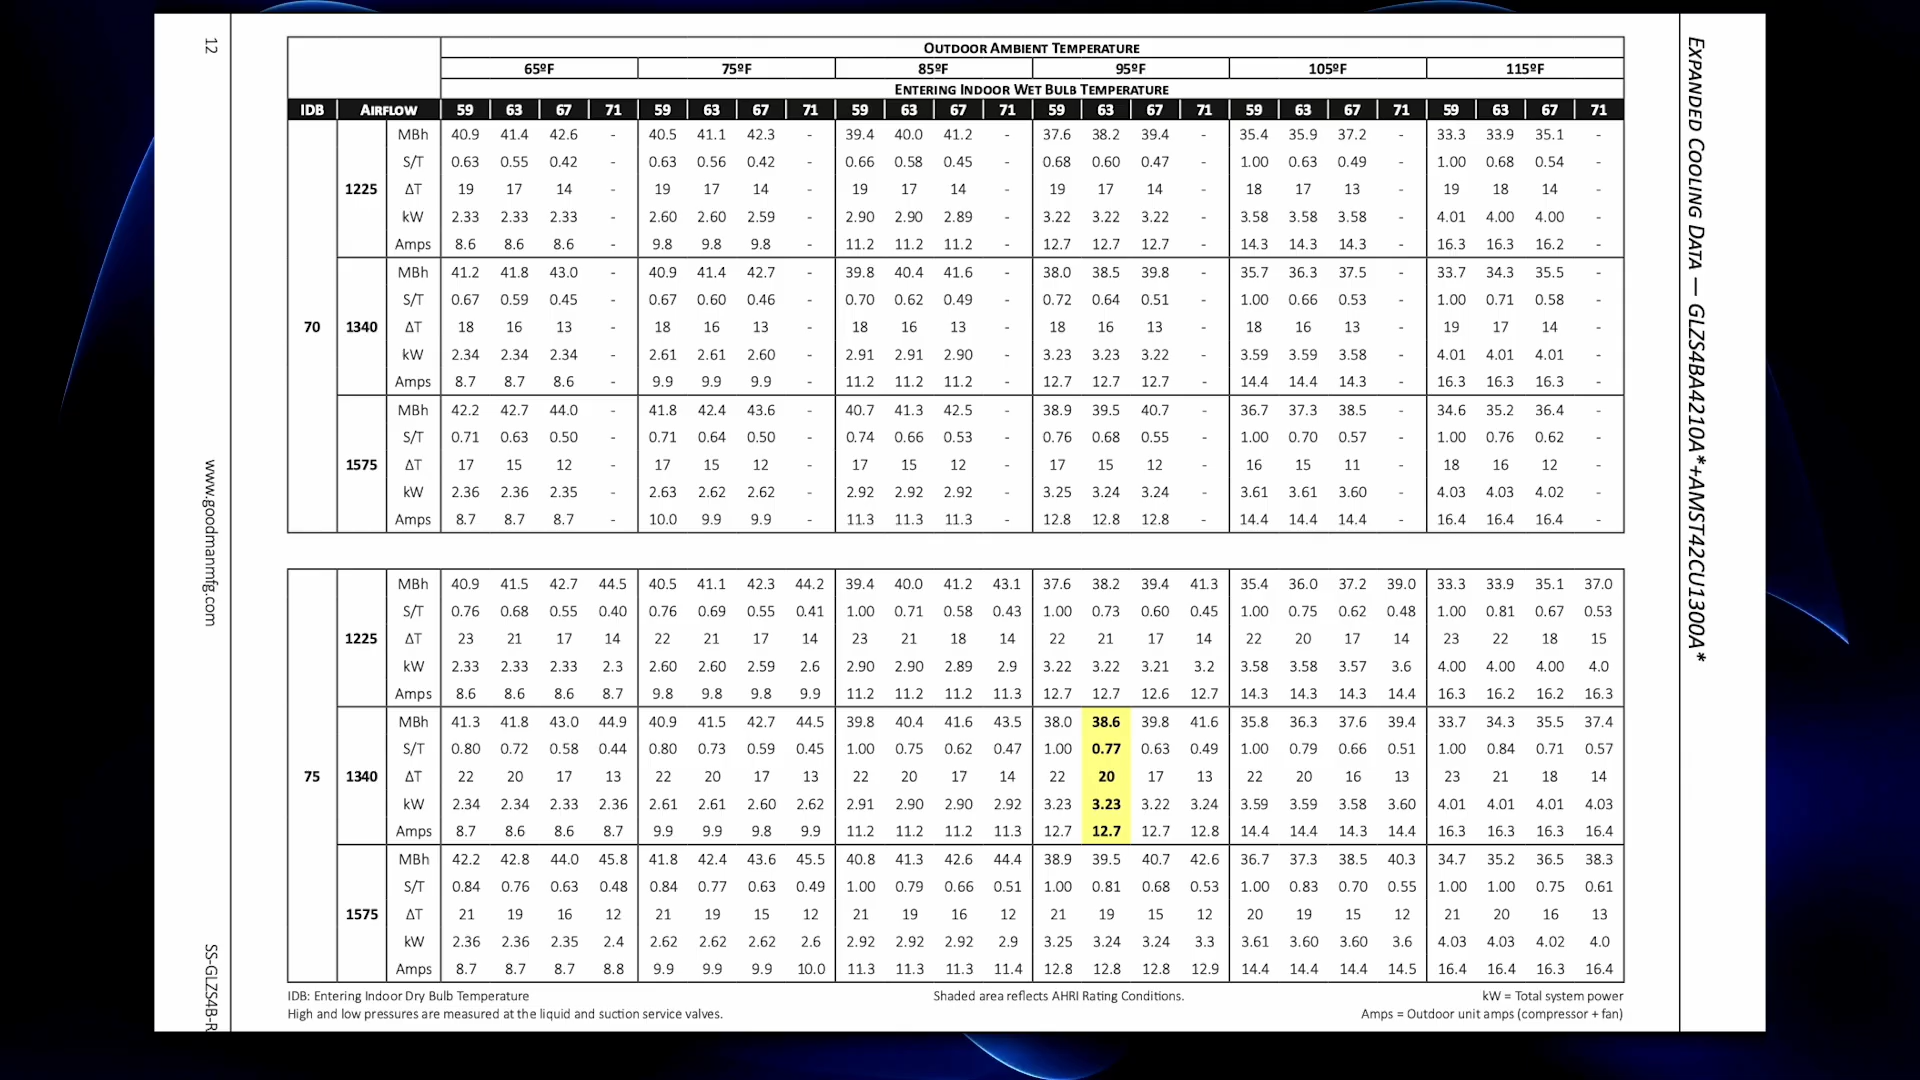 OUTDOOR AMBIENT TEMPERATURE
65ºF 75ºF 85ºF 95ºF 105ºF 115ºF
ENTERING INDOOR WET BULB TEMPERATURE
IDB AIRFLOW 59 63 67 71 59 63 67 71 59 63 67 71 59 63 67 71 59 63 67 71 59 63 67 71
MBh 40.9 41.4 42.6 - 40.5 41.1 42.3 - 39.4 40.0 41.2 - 37.6 38.2 39.4 - 35.4 35.9 37.2 - 33.3 33.9 35.1 -
S/T 0.63 0.55 0.42 - 0.63 0.56 0.42 - 0.66 0.58 0.45 - 0.68 0.60 0.47 - 1.00 0.63 0.49 - 1.00 0.68 0.54 -
1225 ΔT 19 17 14 - 19 17 14 - 19 17 14 - 19 17 14 - 18 17 13 - 19 18 14 -
kW 2.33 2.33 2.33 - 2.60 2.60 2.59 - 2.90 2.90 2.89 - 3.22 3.22 3.22 - 3.58 3.58 3.58 - 4.01 4.00 4.00 -
Amps 8.6 8.6 8.6 - 9.8 9.8 9.8 - 11.2 11.2 11.2 - 12.7 12.7 12.7 - 14.3 14.3 14.3 - 16.3 16.3 16.2 -
MBh 41.2 41.8 43.0 - 40.9 41.4 42.7 - 39.8 40.4 41.6 - 38.0 38.5 39.8 - 35.7 36.3 37.5 - 33.7 34.3 35.5 -
S/T 0.67 0.59 0.45 - 0.67 0.60 0.46 - 0.70 0.62 0.49 - 0.72 0.64 0.51 - 1.00 0.66 0.53 - 1.00 0.71 0.58 -
70 1340 ΔT 18 16 13 - 18 16 13 - 18 16 13 - 18 16 13 - 18 16 13 - 19 17 14 -
kW 2.34 2.34 2.34 - 2.61 2.61 2.60 - 2.91 2.91 2.90 - 3.23 3.23 3.22 - 3.59 3.59 3.58 - 4.01 4.01 4.01 -
Amps 8.7 8.7 8.6 - 9.9 9.9 9.9 - 11.2 11.2 11.2 - 12.7 12.7 12.7 - 14.4 14.4 14.3 - 16.3 16.3 16.3 -
MBh 42.2 42.7 44.0 - 41.8 42.4 43.6 - 40.7 41.3 42.5 - 38.9 39.5 40.7 - 36.7 37.3 38.5 - 34.6 35.2 36.4 -
S/T 0.71 0.63 0.50 - 0.71 0.64 0.50 - 0.74 0.66 0.53 - 0.76 0.68 0.55 - 1.00 0.70 0.57 - 1.00 0.76 0.62 -
1575 ΔT 17 15 12 - 17 15 12 - 17 15 12 - 17 15 12 - 16 15 11 - 18 16 12 -
kW 2.36 2.36 2.35 - 2.63 2.62 2.62 - 2.92 2.92 2.92 - 3.25 3.24 3.24 - 3.61 3.61 3.60 - 4.03 4.03 4.02 -
Amps 8.7 8.7 8.7 - 10.0 9.9 9.9 - 11.3 11.3 11.3 - 12.8 12.8 12.8 - 14.4 14.4 14.4 - 16.4 16.4 16.4 -
MBh 40.9 41.5 42.7 44.5 40.5 41.1 42.3 44.2 39.4 40.0 41.2 43.1 37.6 38.2 39.4 41.3 35.4 36.0 37.2 39.0 33.3 33.9 35.1 37.0
S/T 0.76 0.68 0.55 0.40 0.76 0.69 0.55 0.41 1.00 0.71 0.58 0.43 1.00 0.73 0.60 0.45 1.00 0.75 0.62 0.48 1.00 0.81 0.67 0.53
1225 ΔT 23 21 17 14 22 21 17 14 23 21 18 14 22 21 17 14 22 20 17 14 23 22 18 15
kW 2.33 2.33 2.33 2.3 2.60 2.60 2.59 2.6 2.90 2.90 2.89 2.9 3.22 3.22 3.21 3.2 3.58 3.58 3.57 3.6 4.00 4.00 4.00 4.0
Amps 8.6 8.6 8.6 8.7 9.8 9.8 9.8 9.9 11.2 11.2 11.2 11.3 12.7 12.7 12.6 12.7 14.3 14.3 14.3 14.4 16.3 16.2 16.2 16.3
MBh 41.3 41.8 43.0 44.9 40.9 41.5 42.7 44.5 39.8 40.4 41.6 43.5 38.0 38.6 39.8 41.6 35.8 36.3 37.6 39.4 33.7 34.3 35.5 37.4
S/T 0.80 0.72 0.58 0.44 0.80 0.73 0.59 0.45 1.00 0.75 0.62 0.47 1.00 0.77 0.63 0.49 1.00 0.79 0.66 0.51 1.00 0.84 0.71 0.57
75 1340 ΔT 22 20 17 13 22 20 17 13 22 20 17 14 22 20 17 13 22 20 16 13 23 21 18 14
kW 2.34 2.34 2.33 2.36 2.61 2.61 2.60 2.62 2.91 2.90 2.90 2.92 3.23 3.23 3.22 3.24 3.59 3.59 3.58 3.60 4.01 4.01 4.01 4.03
Amps 8.7 8.6 8.6 8.7 9.9 9.9 9.8 9.9 11.2 11.2 11.2 11.3 12.7 12.7 12.7 12.8 14.4 14.4 14.3 14.4 16.3 16.3 16.3 16.4
MBh 42.2 42.8 44.0 45.8 41.8 42.4 43.6 45.5 40.8 41.3 42.6 44.4 38.9 39.5 40.7 42.6 36.7 37.3 38.5 40.3 34.7 35.2 36.5 38.3
S/T 0.84 0.76 0.63 0.48 0.84 0.77 0.63 0.49 1.00 0.79 0.66 0.51 1.00 0.81 0.68 0.53 1.00 0.83 0.70 0.55 1.00 1.00 0.75 0.61
1575 ΔT 21 19 16 12 21 19 15 12 21 19 16 12 21 19 15 12 20 19 15 12 21 20 16 13
kW 2.36 2.36 2.35 2.4 2.62 2.62 2.62 2.6 2.92 2.92 2.92 2.9 3.25 3.24 3.24 3.3 3.61 3.60 3.60 3.6 4.03 4.03 4.02 4.0
Amps 8.7 8.7 8.7 8.8 9.9 9.9 9.9 10.0 11.3 11.3 11.3 11.4 12.8 12.8 12.8 12.9 14.4 14.4 14.4 14.5 16.4 16.4 16.3 16.4
IDB: Entering Indoor Dry Bulb Temperature Shaded area reflects AHRI Rating Conditions. kW = Total system power
High and low pressures are measured at the liquid and suction service valves. Amps = Outdoor unit amps (compressor + fan)
EXPANDED COOLING DATA — GLZS4BA4210A*+AMST42CU1300A*
12 www.goodmanmfg.com SS-GLZS4B-R